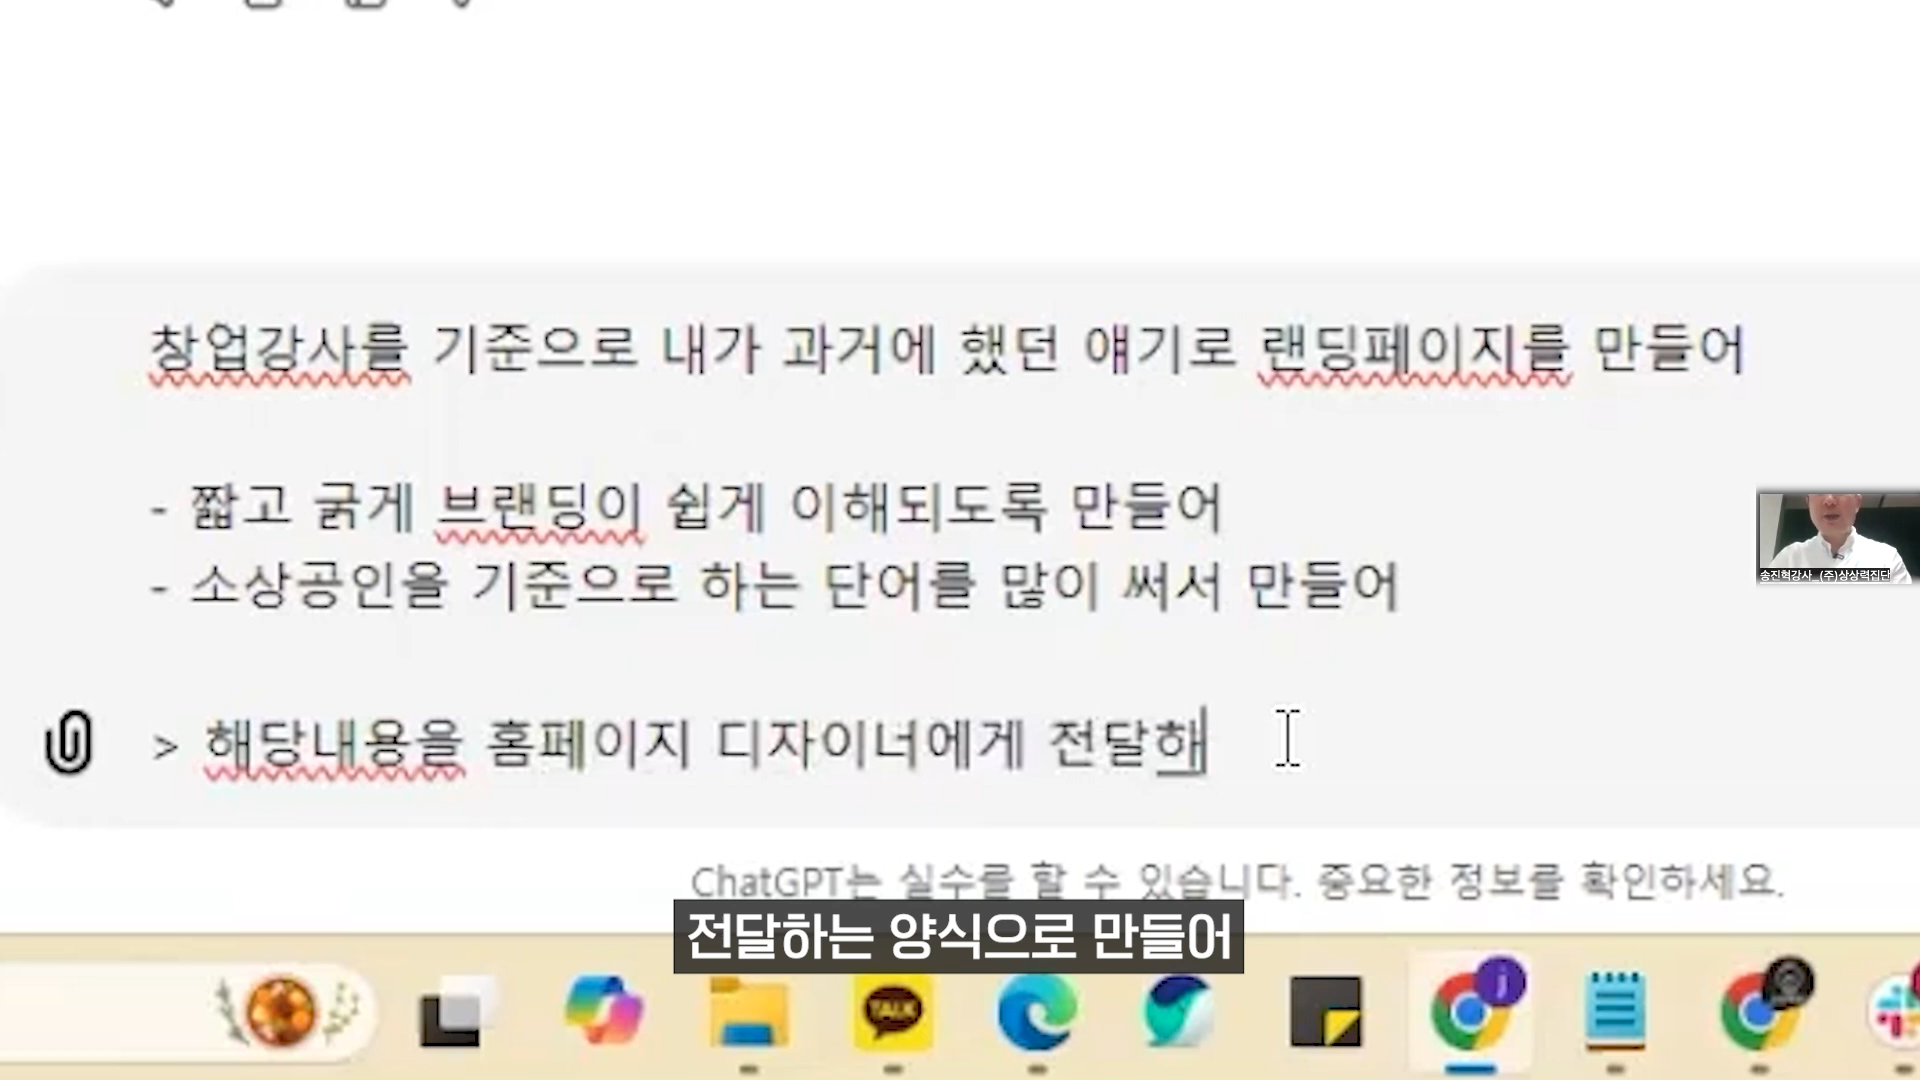 창업강사를 기준으로 내가 과거에 했던 얘기로 랜딩페이지를 만들어
- 짧고 굵게 브랜딩이 쉽게 이해되도록 만들어
- 소상공인을 기준으로 하는 단어를 많이 써서 만들어
송진혁강사_(주)상상력집단
> 해당내용을 홈페이지 디자이너에게 전달하
ChatGPT는 실수를 할 수 있습니다. 중요한 정보를 확인하세요.
전달하는 양식으로 만들어
TALK
j